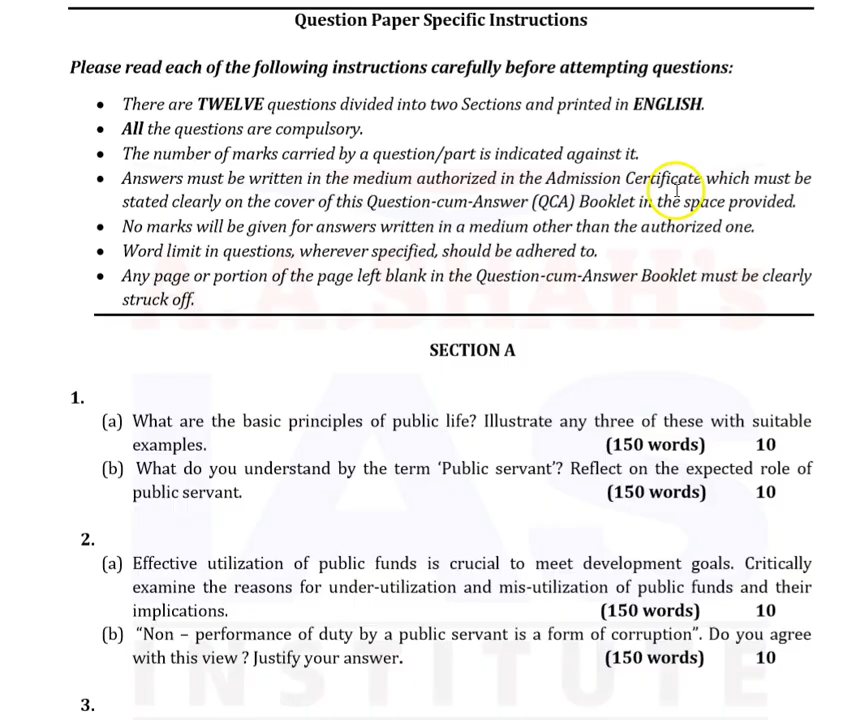 Question Paper Specific Instructions
Please read each of the following instructions carefully before attempting questions:
• There are TWELVE questions divided into two Sections and printed in ENGLISH.
• All the questions are compulsory.
• The number of marks carried by a question/part is indicated against it.
• Answers must be written in the medium authorized in the Admission Certificate which must be
stated clearly on the cover of this Question-cum-Answer (QCA) Booklet in the space provided.
• No marks will be given for answers written in a medium other than the authorized one.
• Word limit in questions, wherever specified, should be adhered to.
• Any page or portion of the page left blank in the Question-cum-Answer Booklet must be clearly
struck off.
SECTION A
1.
(a) What are the basic principles of public life? Illustrate any three of these with suitable
examples. (150 words) 10
(b) What do you understand by the term ‘Public servant’? Reflect on the expected role of
public servant. (150 words) 10
2.
(a) Effective utilization of public funds is crucial to meet development goals. Critically
examine the reasons for under-utilization and mis-utilization of public funds and their
implications. (150 words) 10
(b) “Non – performance of duty by a public servant is a form of corruption”. Do you agree
with this view ? Justify your answer. (150 words) 10
3.
IAS
INSTITUTE